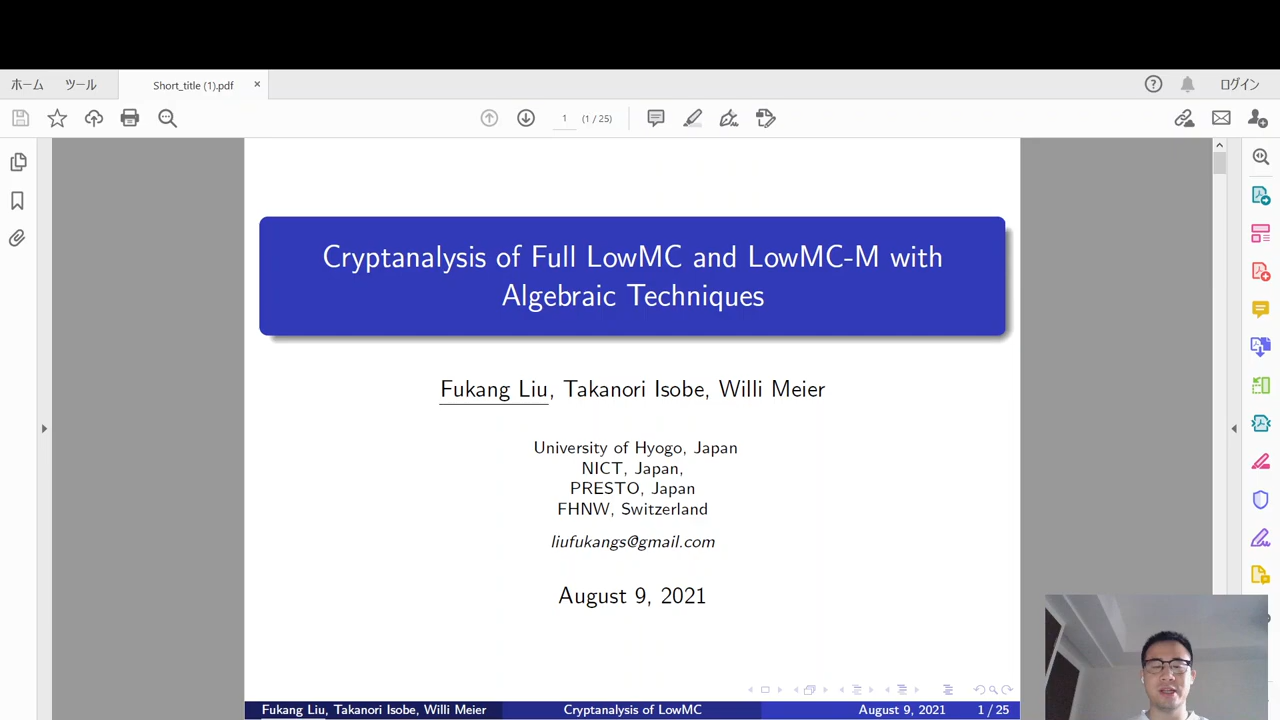 ホーム ツール Short_title (1).pdf × ログイン
1 (1 / 25)
Cryptanalysis of Full LowMC and LowMC-M with
Algebraic Techniques
Fukang Liu, Takanori Isobe, Willi Meier
University of Hyogo, Japan
NICT, Japan,
PRESTO, Japan
FHNW, Switzerland
liufukangs@gmail.com
August 9, 2021
Fukang Liu, Takanori Isobe, Willi Meier Cryptanalysis of LowMC August 9, 2021 1 / 25